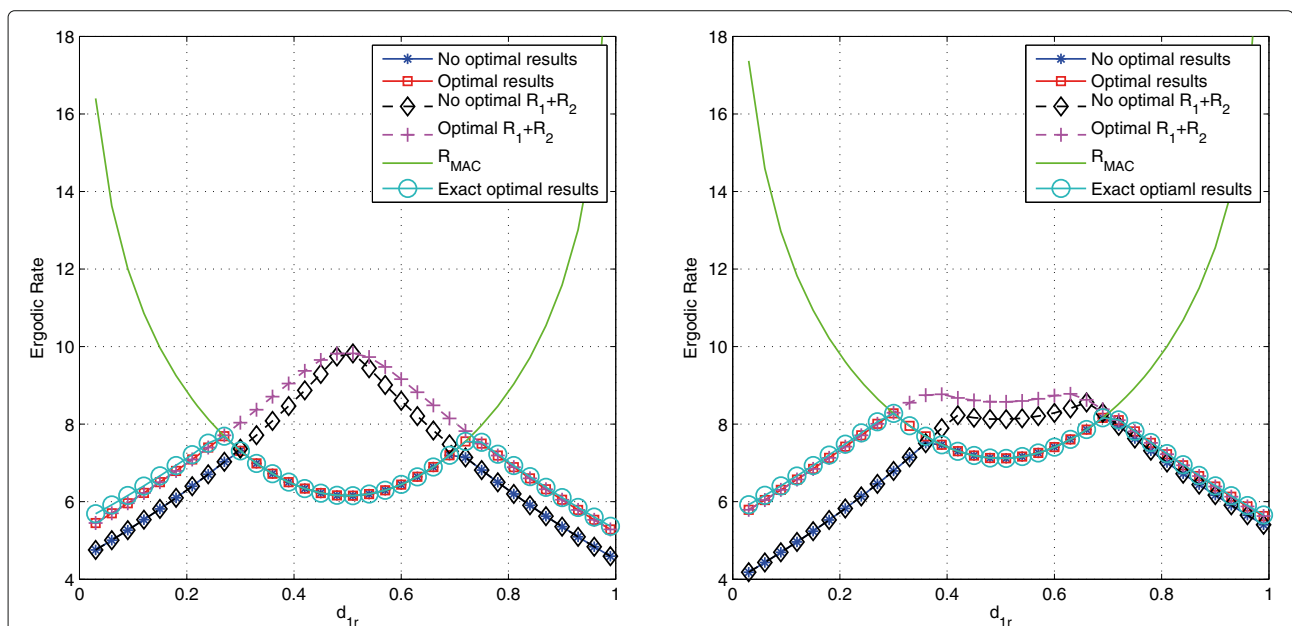 18
16
14
12
10
8
6
4
0
0.2
0.4
0.6
0.8
1
Ergodic Rate
d1r
No optimal results
Optimal results
No optimal R1+R2
Optimal R1+R2
RMAC
Exact optimal results
18
16
14
12
10
8
6
4
0
0.2
0.4
0.6
0.8
1
Ergodic Rate
d1r
No optimal results
Optimal results
No optimal R1+R2
Optimal R1+R2
RMAC
Exact optiaml results